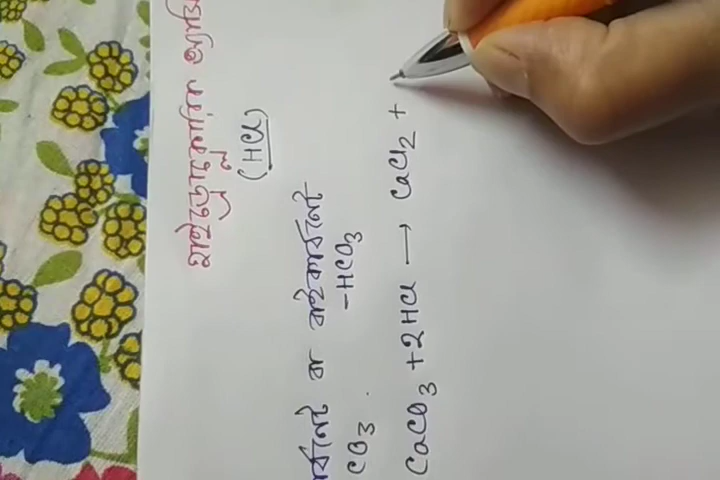 হাইড্রোক্লোরিক
(HCl)
বা বাইকার্বনেট
CO3 . -HCO3
CaCO3 + 2HCl → CaCl2 +